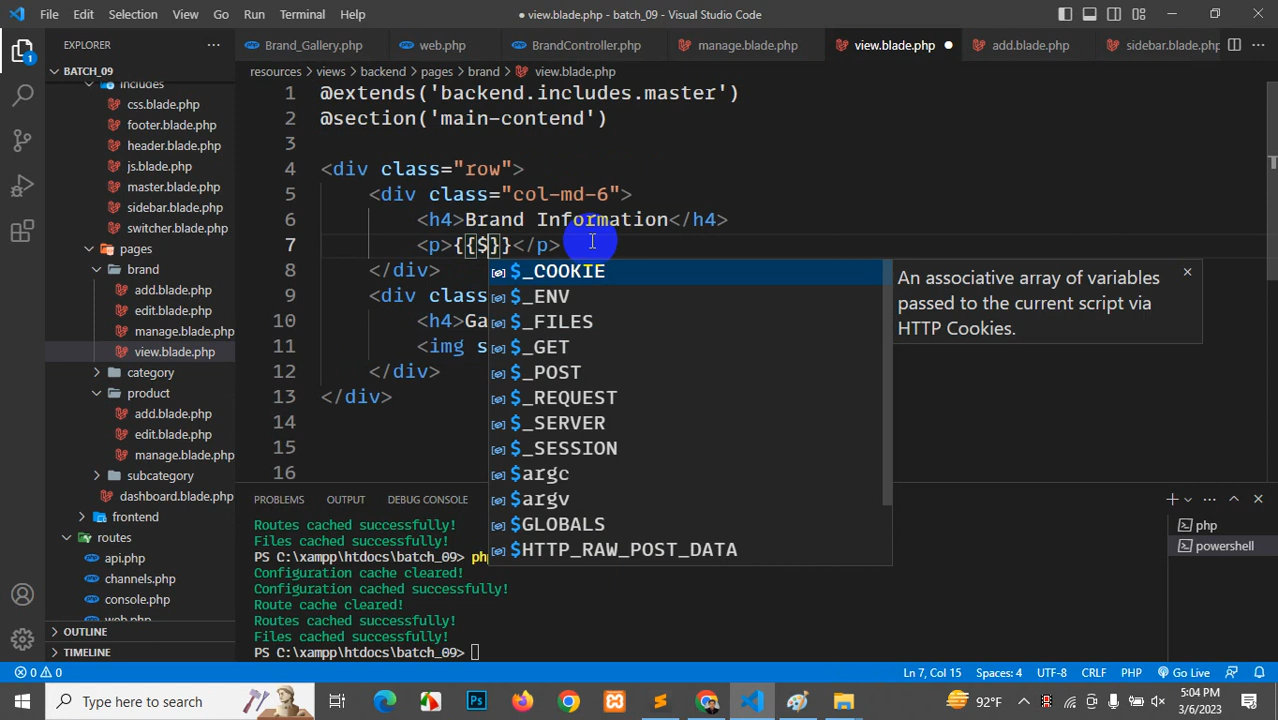 File Edit Selection View Go Run Terminal Help
● view.blade.php - batch_09 - Visual Studio Code
EXPLORER
Brand_Gallery.php web.php BrandController.php manage.blade.php view.blade.php ● add.blade.php sidebar.blade.php
BATCH_09
resources > views > backend > pages > brand > view.blade.php
includes
css.blade.php
footer.blade.php
header.blade.php
js.blade.php
master.blade.php
sidebar.blade.php
switcher.blade.php
pages
brand
add.blade.php
edit.blade.php
manage.blade.php
view.blade.php
category
product
add.blade.php
edit.blade.php
manage.blade.php
subcategory
dashboard.blade.php
frontend
routes
api.php
channels.php
console.php
web.php
OUTLINE
TIMELINE
1 @extends('backend.includes.master')
2 @section('main-contend')
3
4 <div class="row">
5 <div class="col-md-6">
6 <h4>Brand Information</h4>
7 <p>{{$}}</p>
8 </div>
9 <div clas
10 <h4>Ga
11 <img s
12 </div>
13 </div>
14
15
16
$_COOKIE
$_ENV
$_FILES
$_GET
$_POST
$_REQUEST
$_SERVER
$_SESSION
$argc
$argv
$GLOBALS
$HTTP_RAW_POST_DATA
An associative array of variables
passed to the current script via
HTTP Cookies.
PROBLEMS OUTPUT DEBUG CONSOLE
Routes cached successfully!
Files cached successfully!
PS C:\xampp\htdocs\batch_09> ph
Configuration cache cleared!
Configuration cached successfully!
Route cache cleared!
Routes cached successfully!
Files cached successfully!
PS C:\xampp\htdocs\batch_09>
php
powershell
0 0 Ln 7, Col 15 Spaces: 4 UTF-8 CRLF PHP Go Live
Type here to search
92°F
5:04 PM
3/6/2023